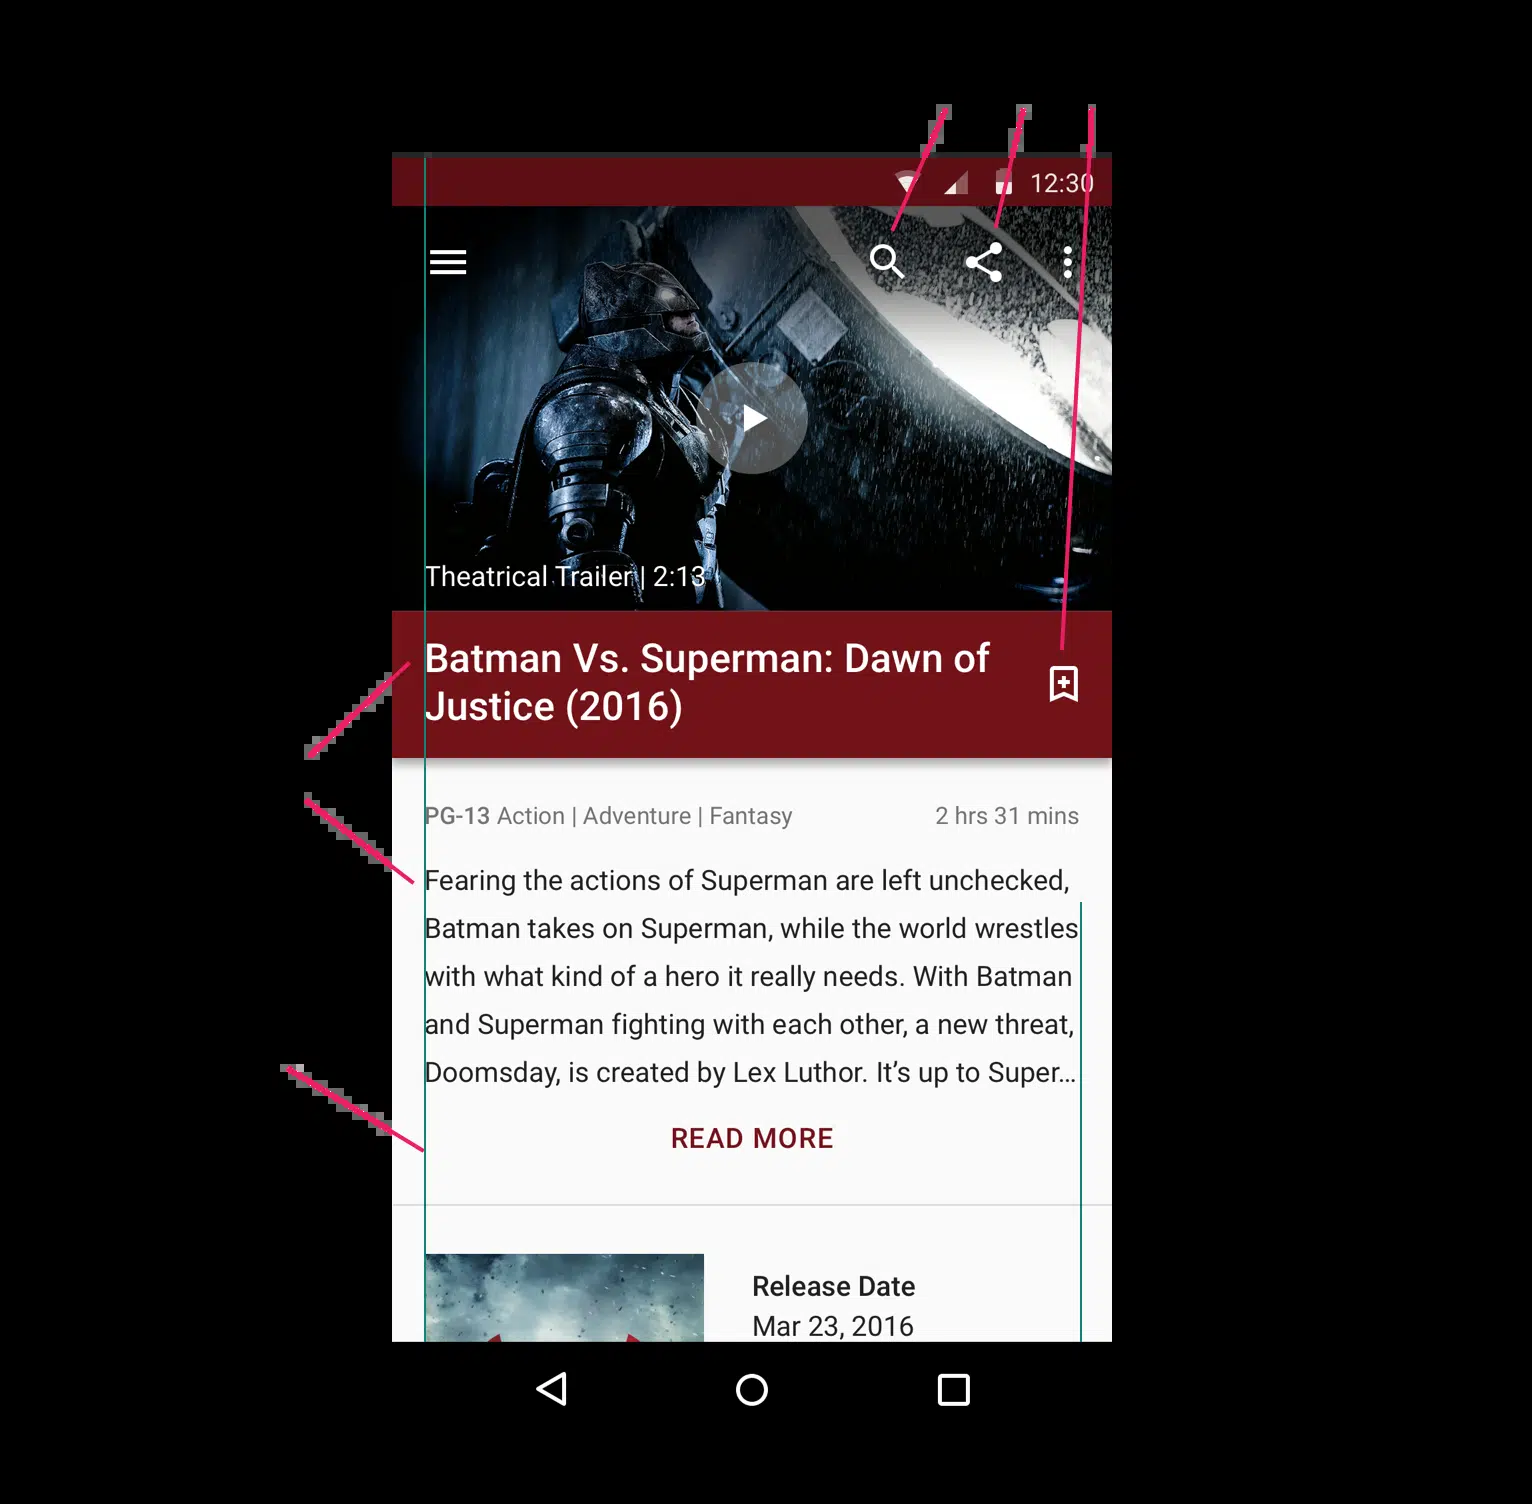 12:30
Theatrical Trailer | 2:13
Batman Vs. Superman: Dawn of
Justice (2016)
PG-13 Action | Adventure | Fantasy 2 hrs 31 mins
Fearing the actions of Superman are left unchecked,
Batman takes on Superman, while the world wrestles
with what kind of a hero it really needs. With Batman
and Superman fighting with each other, a new threat,
Doomsday, is created by Lex Luthor. It’s up to Super…
READ MORE
Release Date
Mar 23, 2016